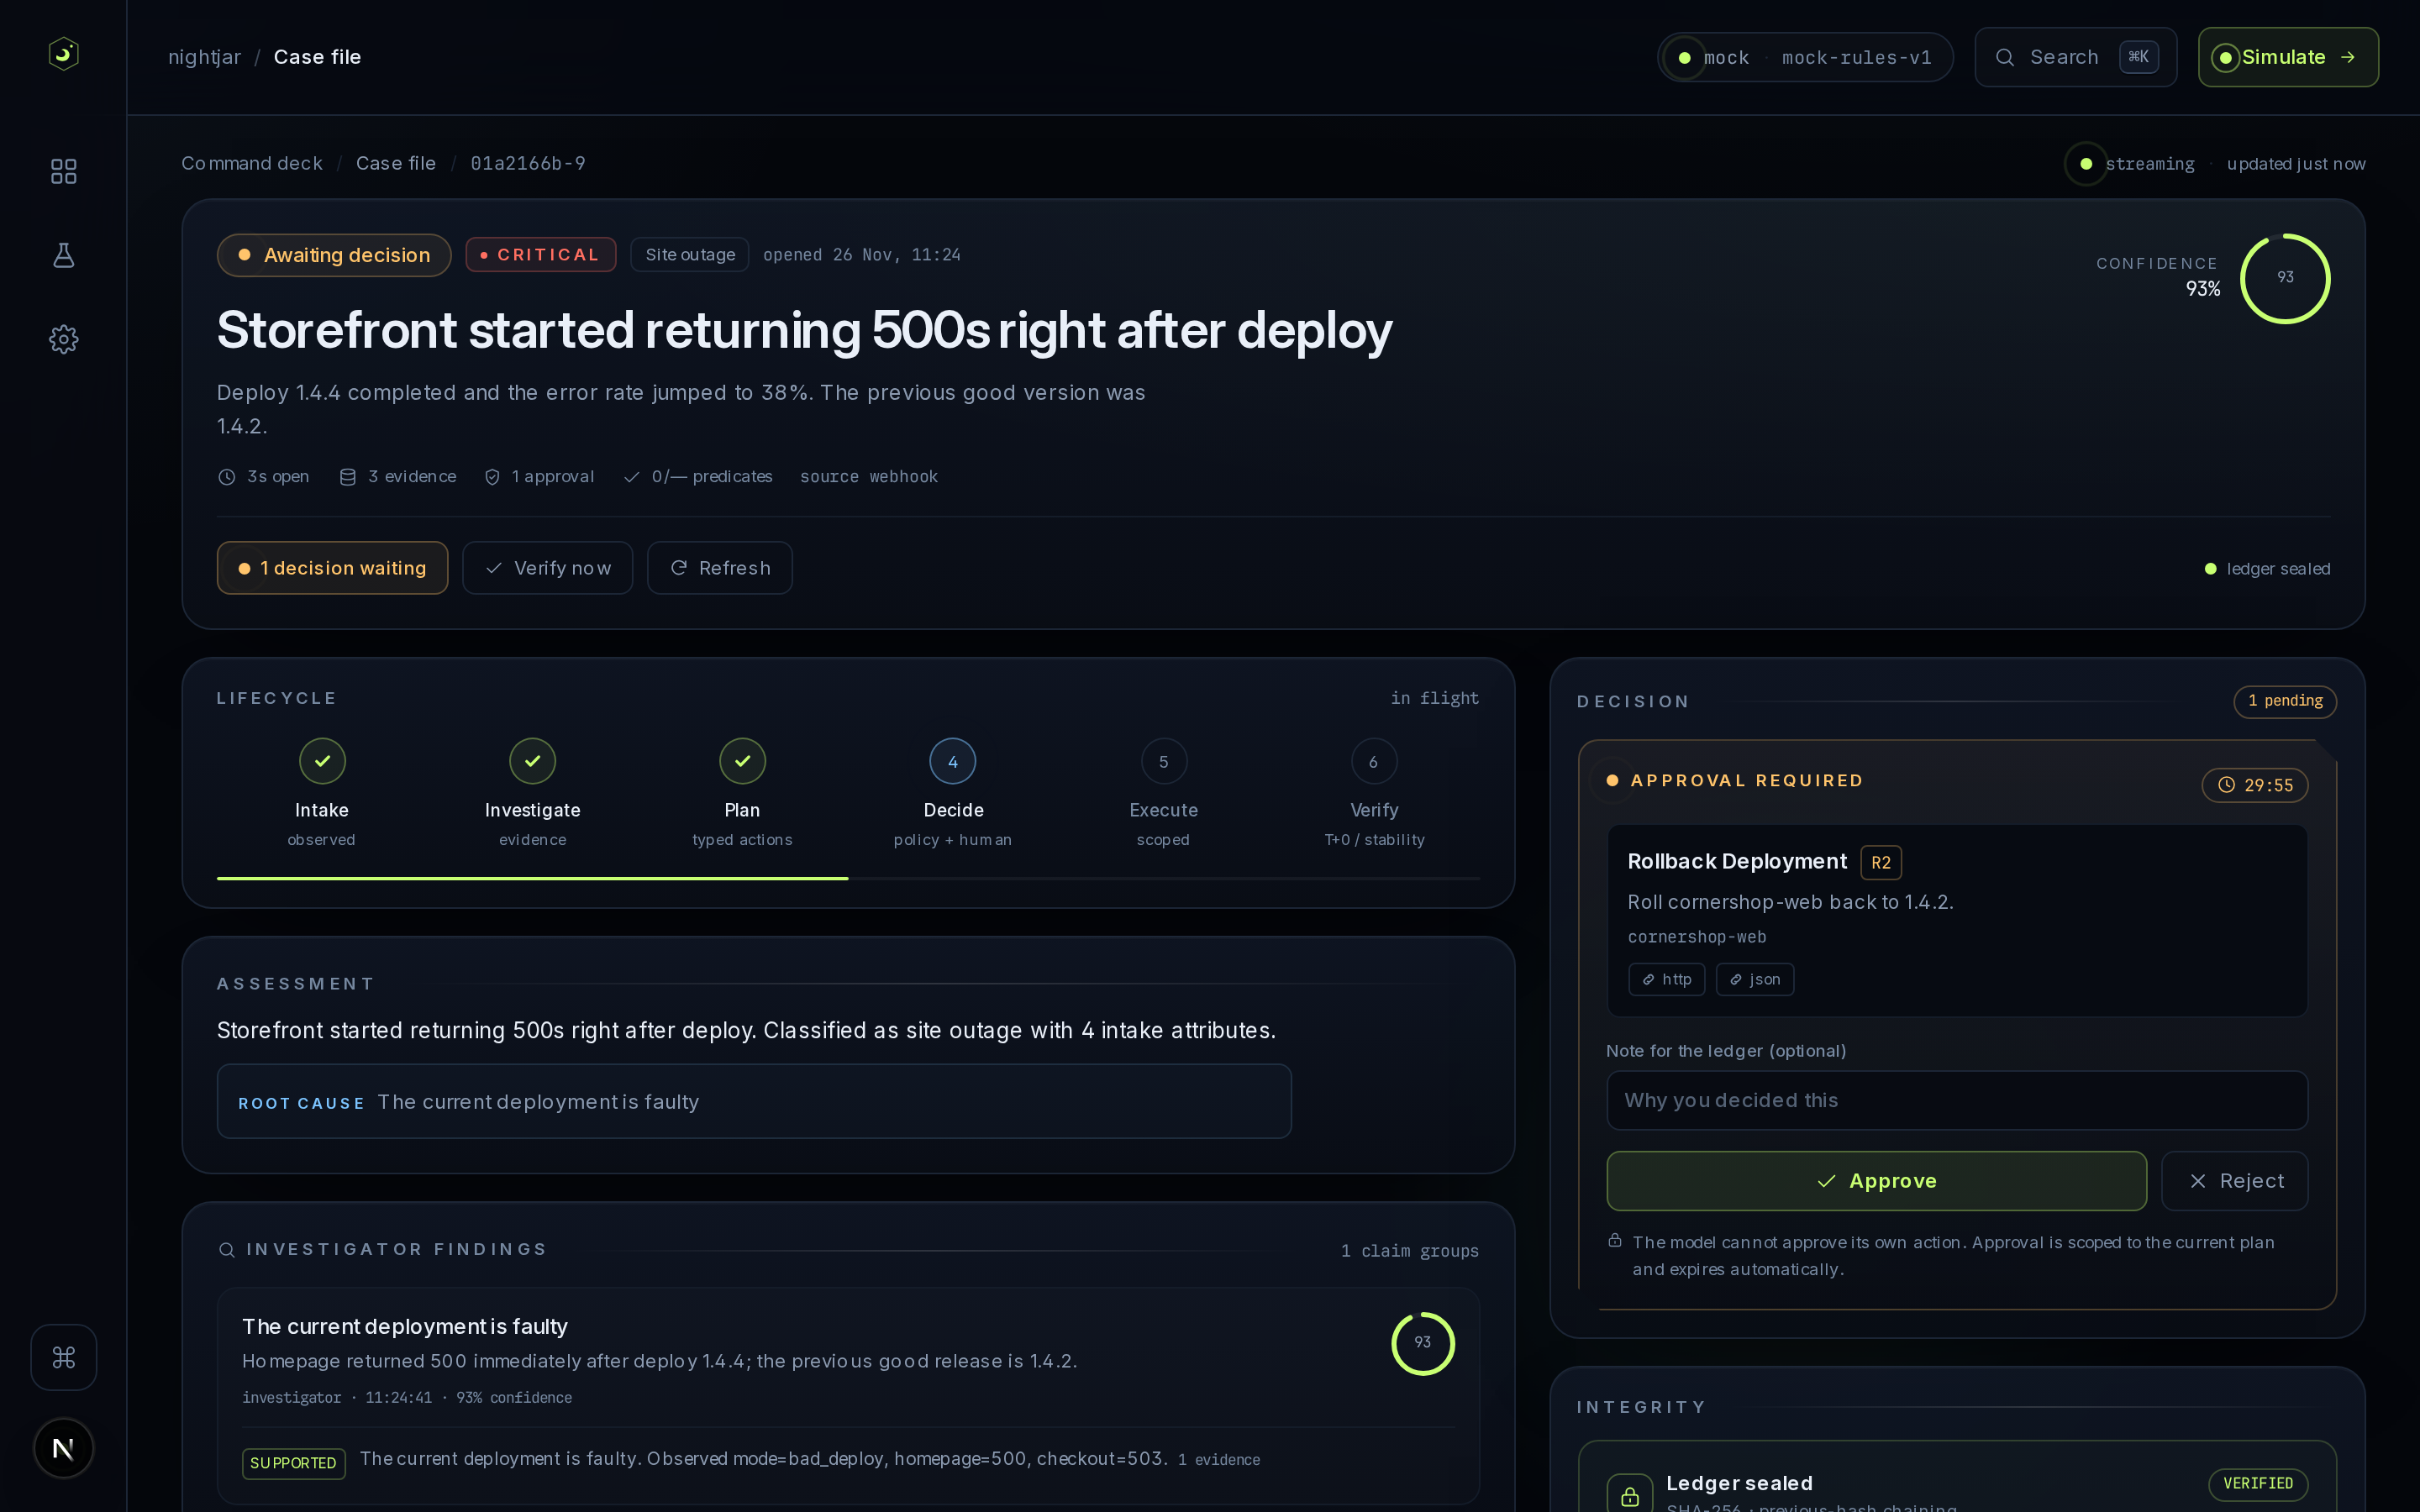 nightjar / Case file
mock · mock-rules-v1
Search ⌘K
Simulate →
Command deck / Case file / 01a2166b-9
streaming · updated just now
Awaiting decision
CRITICAL
Site outage
opened 26 Nov, 11:24
CONFIDENCE
93%
93
Storefront started returning 500s right after deploy
Deploy 1.4.4 completed and the error rate jumped to 38%. The previous good version was
1.4.2.
3s open
3 evidence
1 approval
0/— predicates
source webhook
1 decision waiting
Verify now
Refresh
ledger sealed
LIFECYCLE
in flight
4
5
6
Intake
Investigate
Plan
Decide
Execute
Verify
observed
evidence
typed actions
policy + human
scoped
T+0 / stability
ASSESSMENT
Storefront started returning 500s right after deploy. Classified as site outage with 4 intake attributes.
ROOT CAUSE The current deployment is faulty
INVESTIGATOR FINDINGS
1 claim groups
The current deployment is faulty
93
Homepage returned 500 immediately after deploy 1.4.4; the previous good release is 1.4.2.
investigator · 11:24:41 · 93% confidence
SUPPORTED The current deployment is faulty. Observed mode=bad_deploy, homepage=500, checkout=503. 1 evidence
DECISION
1 pending
APPROVAL REQUIRED
29:55
Rollback Deployment R2
Roll cornershop-web back to 1.4.2.
cornershop-web
http
json
Note for the ledger (optional)
Why you decided this
Approve
Reject
The model cannot approve its own action. Approval is scoped to the current plan
and expires automatically.
INTEGRITY
Ledger sealed
VERIFIED
SHA-256 · previous-hash chaining
N